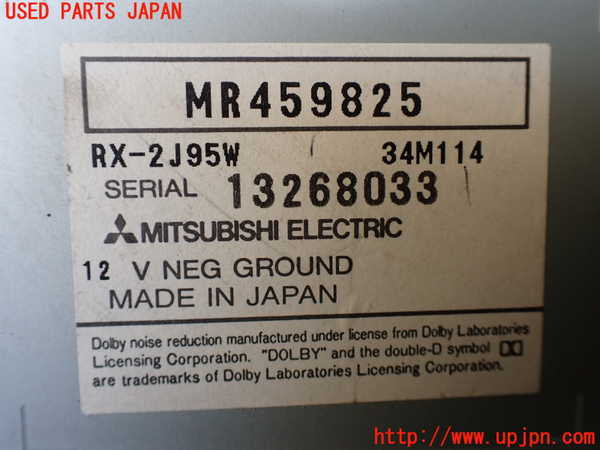 USED PARTS JAPAN
MR459825
RX-2J95W 34M114
SERIAL 13268033
MITSUBISHI ELECTRIC
12 V NEG GROUND
MADE IN JAPAN
Dolby noise reduction manufactured under license from Dolby Laboratories
Licensing Corporation. "DOLBY" and the double-D symbol
are trademarks of Dolby Laboratories Licensing Corporation.
http://www.upjpn.com/